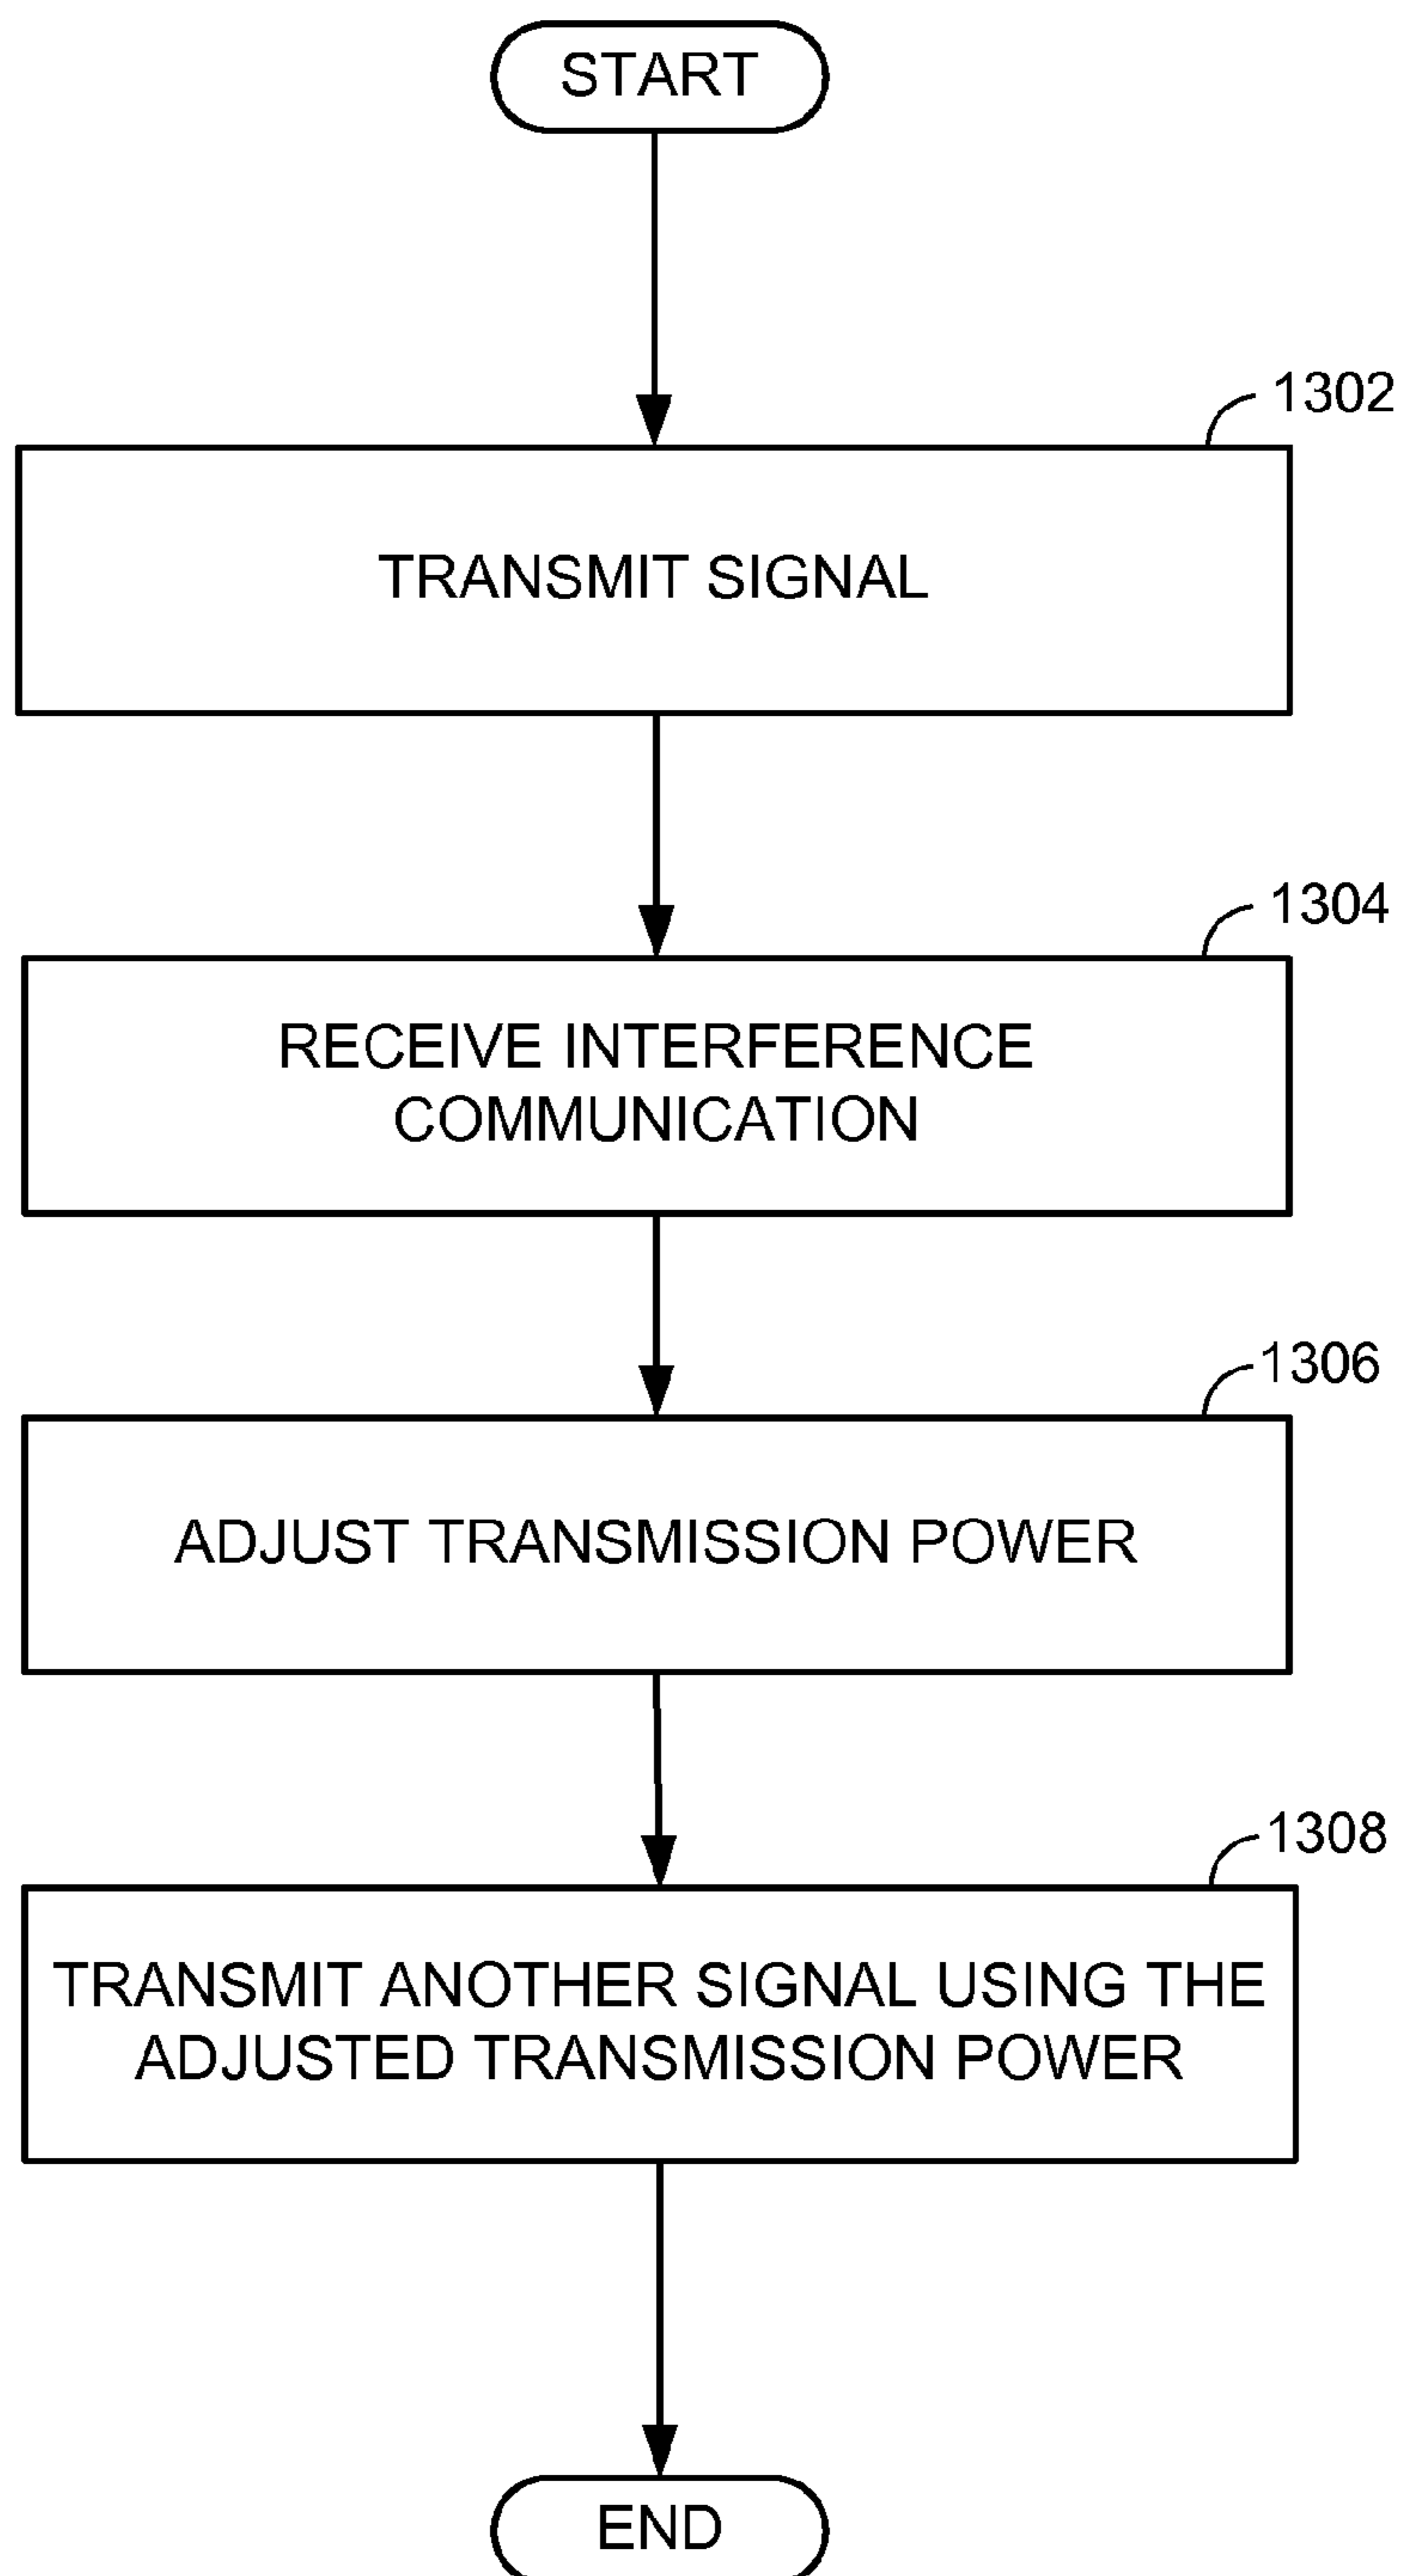 START
1302
TRANSMIT SIGNAL
1304
RECEIVE INTERFERENCE
COMMUNICATION
1306
ADJUST TRANSMISSION POWER
1308
TRANSMIT ANOTHER SIGNAL USING THE
ADJUSTED TRANSMISSION POWER
END